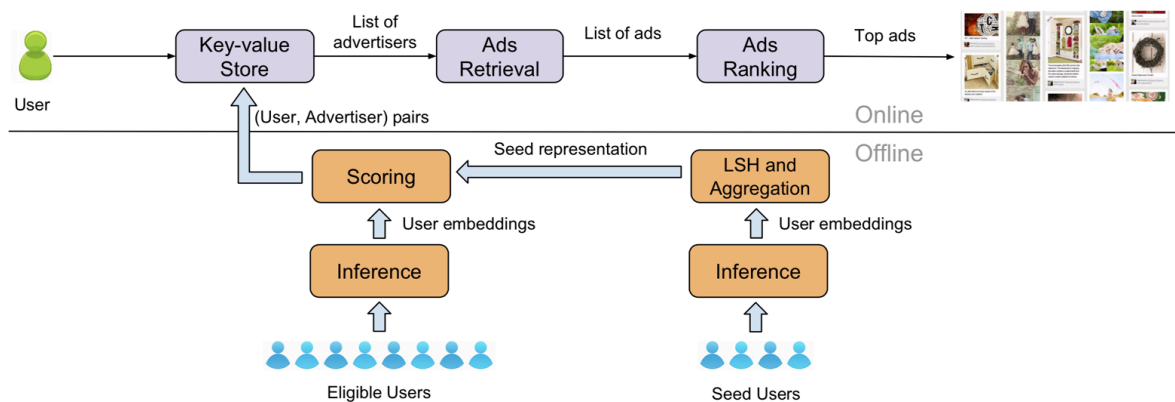 List of
advertisers
Key-value
Store
Ads
Retrieval
List of ads
Ads
Ranking
Top ads
User
(User, Advertiser) pairs
Online
Offline
Seed representation
Scoring
LSH and
Aggregation
User embeddings
User embeddings
Inference
Inference
Eligible Users
Seed Users